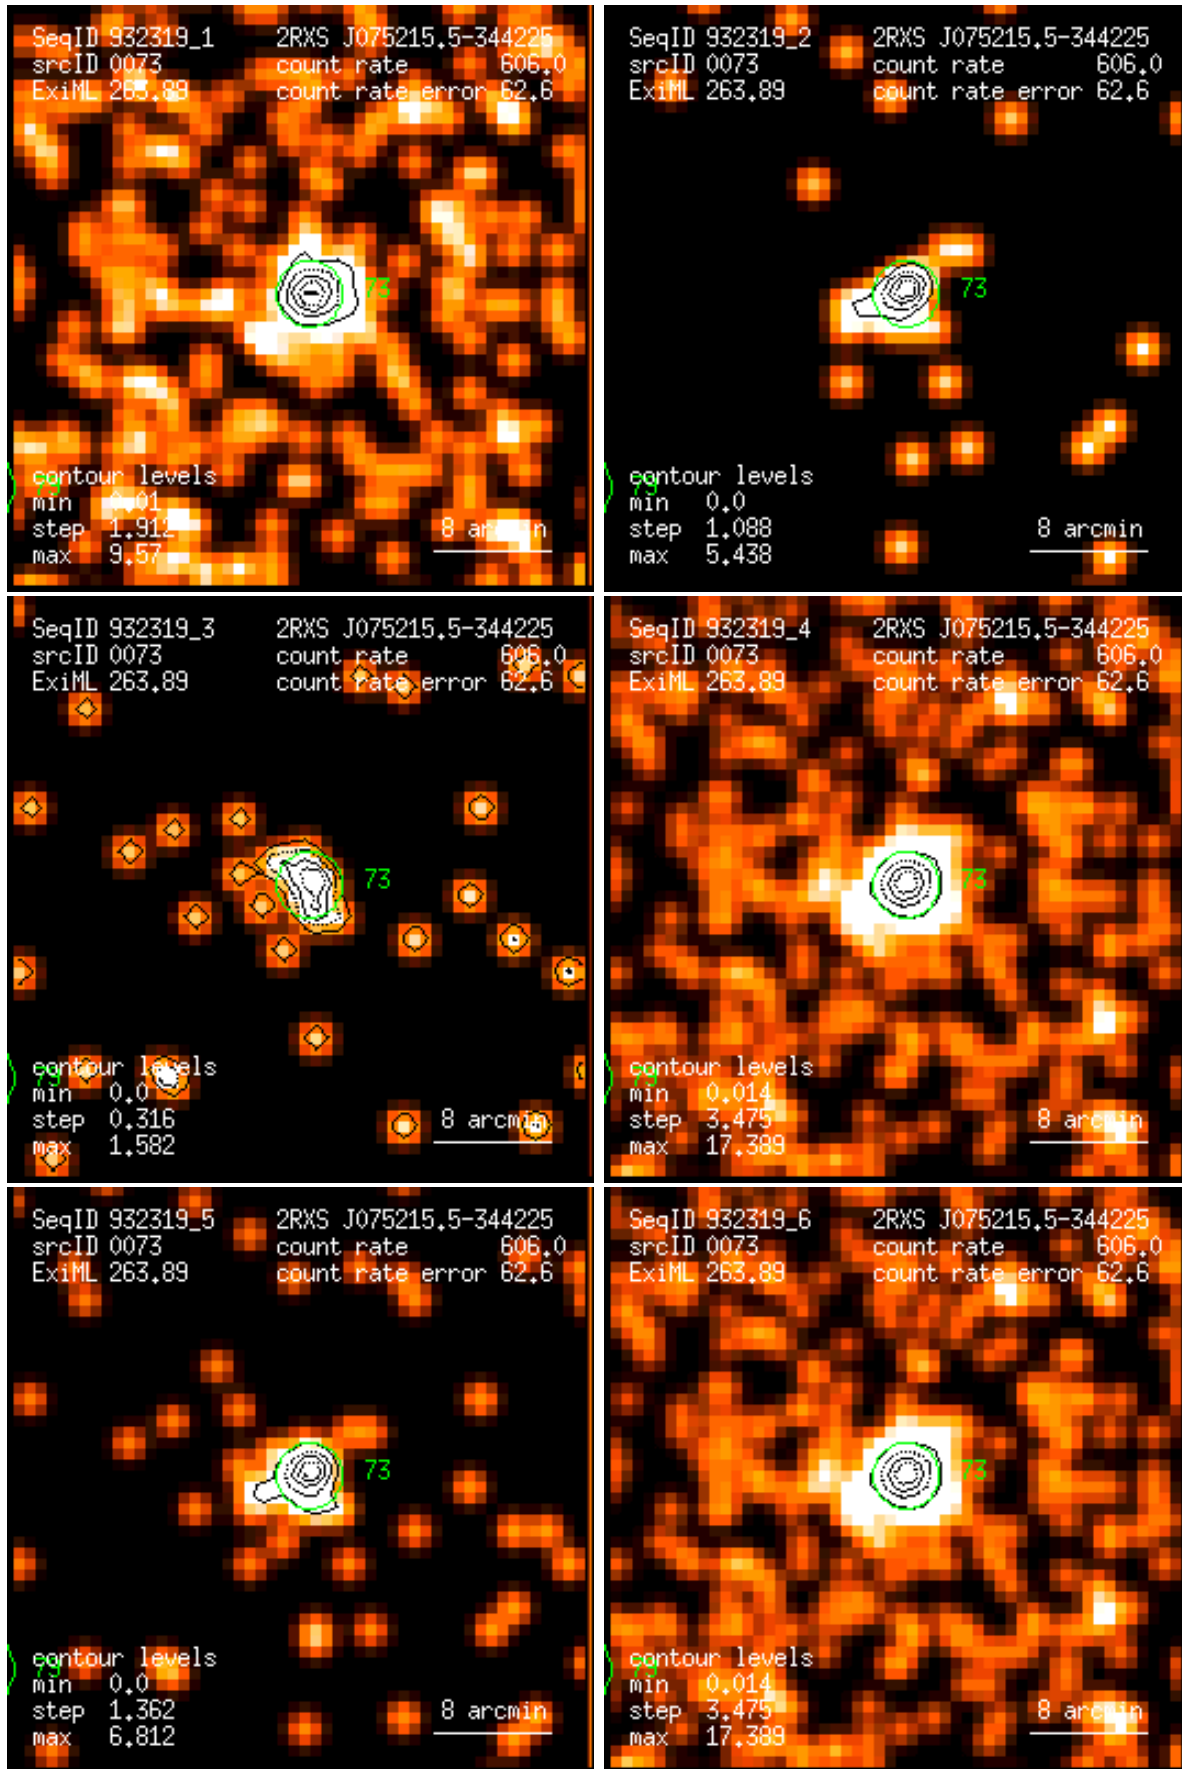 SeqID 932319_1 2RXS J075215.5-344225
srcID 0073 count rate 606.0
ExiML 263.89 count rate error 62.6
73
contour levels
79
min 0.01
step 1.912 8 arcmin
max 9.57
SeqID 932319_2 2RXS J075215.5-344225
srcID 0073 count rate 606.0
ExiML 263.89 count rate error 62.6
73
contour levels
79
min 0.0
step 1.088 8 arcmin
max 5.438
SeqID 932319_3 2RXS J075215.5-344225
srcID 0073 count rate 606.0
ExiML 263.89 count rate error 62.6
73
contour levels
79
min 0.0
step 0.316 8 arcmin
max 1.582
SeqID 932319_4 2RXS J075215.5-344225
srcID 0073 count rate 606.0
ExiML 263.89 count rate error 62.6
73
contour levels
79
min 0.014
step 3.475 8 arcmin
max 17.389
SeqID 932319_5 2RXS J075215.5-344225
srcID 0073 count rate 606.0
ExiML 263.89 count rate error 62.6
73
contour levels
79
min 0.0
step 1.362 8 arcmin
max 6.812
SeqID 932319_6 2RXS J075215.5-344225
srcID 0073 count rate 606.0
ExiML 263.89 count rate error 62.6
73
contour levels
79
min 0.014
step 3.475 8 arcmin
max 17.389